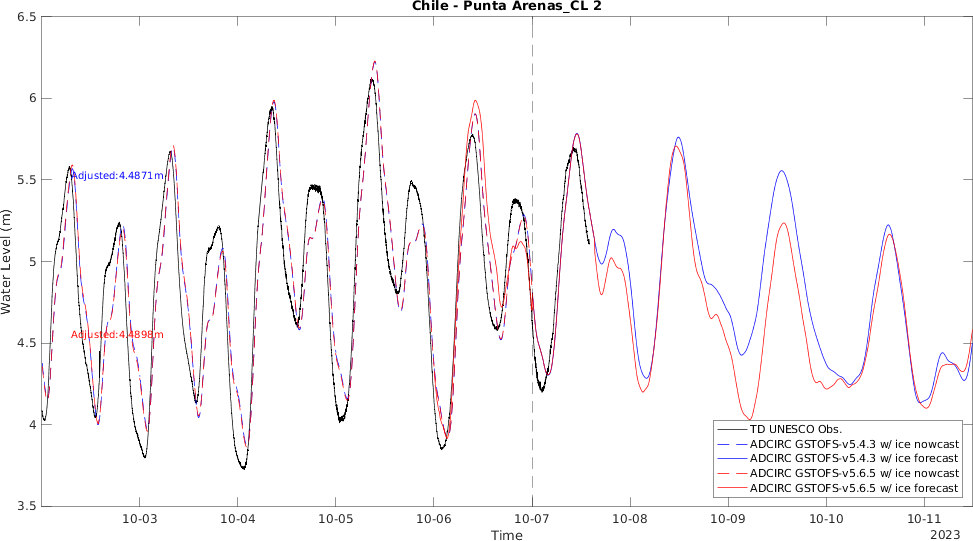 Chile - Punta Arenas_CL 2
6.5
6
5.5
5
4.5
4
3.5
Water Level (m)
Adjusted:4.4871m
Adjusted:4.4898m
TD UNESCO Obs.
ADCIRC GSTOFS-v5.4.3 w/ ice nowcast
ADCIRC GSTOFS-v5.4.3 w/ ice forecast
ADCIRC GSTOFS-v5.6.5 w/ ice nowcast
ADCIRC GSTOFS-v5.6.5 w/ ice forecast
10-03 10-04 10-05 10-06 10-07 10-08 10-09 10-10 10-11
Time
2023